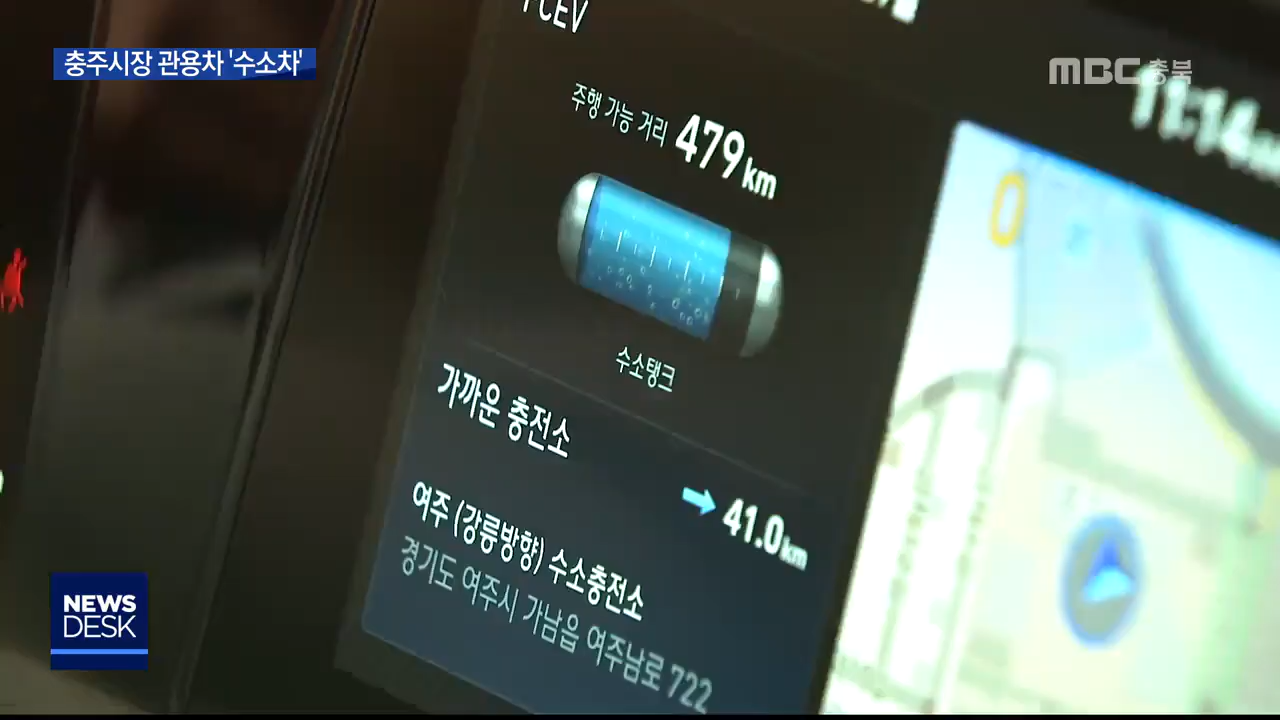 충주시장 관용차 '수소차'
MBC충북
FCEV
11:14
주행 가능 거리 479km
0
수소탱크
가까운 충전소
41.0km
여주 (강릉방향) 수소충전소
경기도 여주시 가남읍 여주남로 722
NEWS
DESK